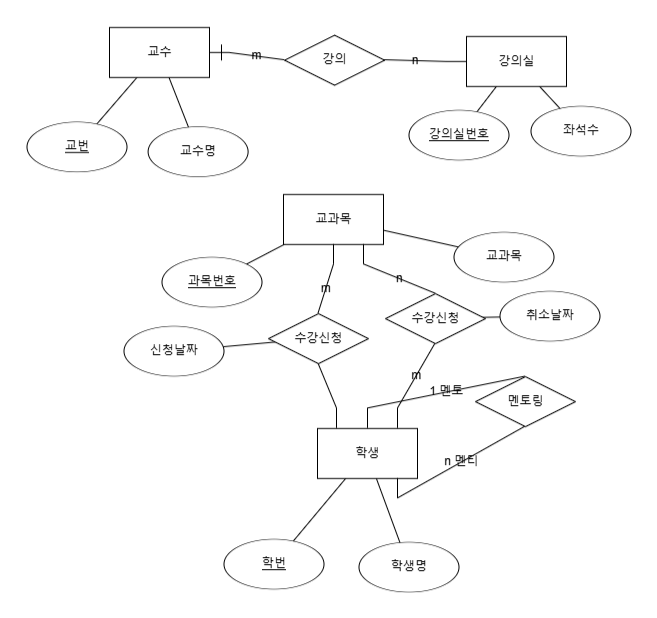 교수
m
강의
n
강의실
교번
교수명
강의실번호
좌석수
교과목
교과목
과목번호
m
n
신청날짜
수강신청
수강신청
취소날짜
m
1 멘토
멘토링
학생
n 멘티
학번
학생명